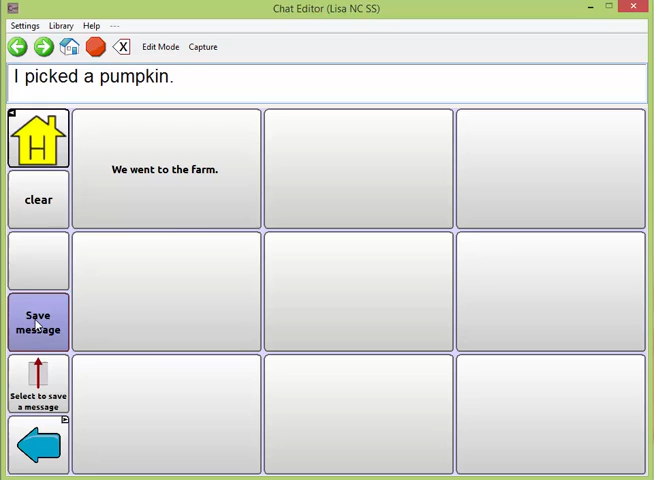 Chat Editor (Lisa NC SS)
Settings Library Help ---
X Edit Mode Capture
I picked a pumpkin.
H
We went to the farm.
clear
Save
message
Select to save
a message